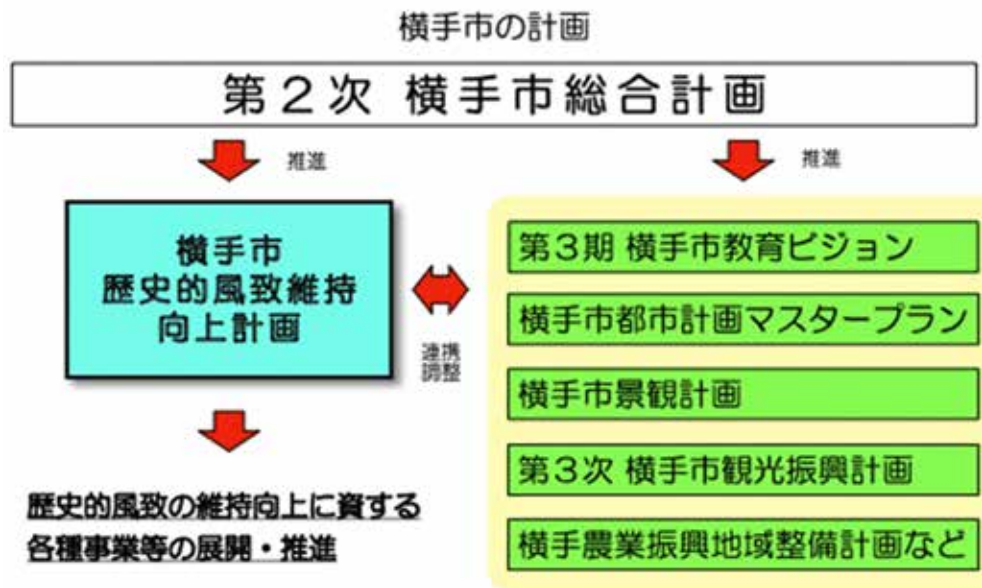 横手市の計画
第２次 横手市総合計画
推進
推進
横手市
歴史的風致維持
向上計画
連携
調整
第３期 横手市教育ビジョン
横手市都市計画マスタープラン
横手市景観計画
第３次 横手市観光振興計画
横手農業振興地域整備計画など
歴史的風致の維持向上に資する
各種事業等の展開・推進